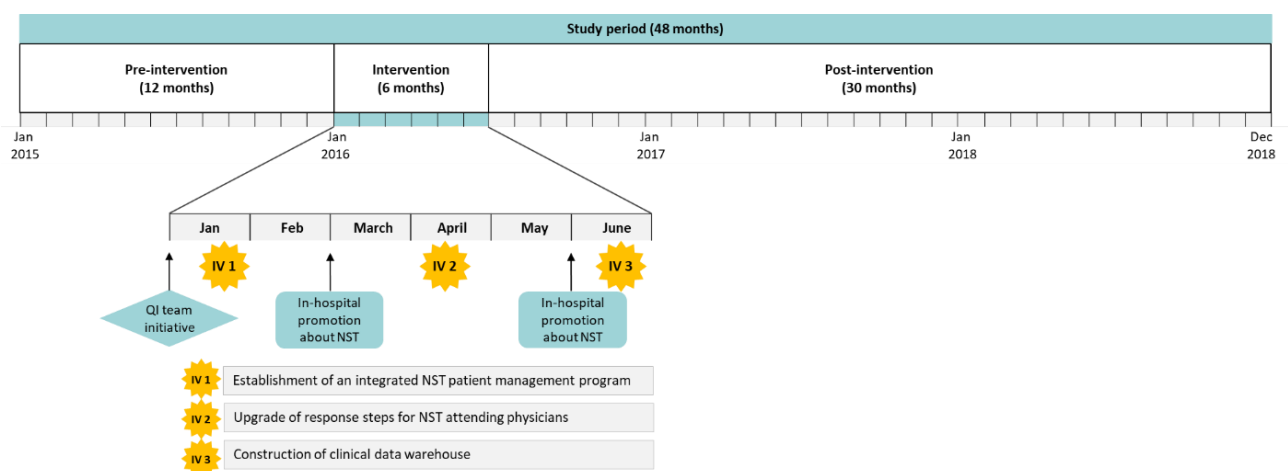 Study period (48 months)
Pre-intervention
(12 months)
Intervention
(6 months)
Post-intervention
(30 months)
Jan
2015
Jan
2016
Jan
2017
Jan
2018
Dec
2018
Jan
Feb
March
April
May
June
IV 1
IV 2
IV 3
QI team
initiative
In-hospital
promotion
about NST
In-hospital
promotion
about NST
IV 1
Establishment of an integrated NST patient management program
IV 2
Upgrade of response steps for NST attending physicians
IV 3
Construction of clinical data warehouse